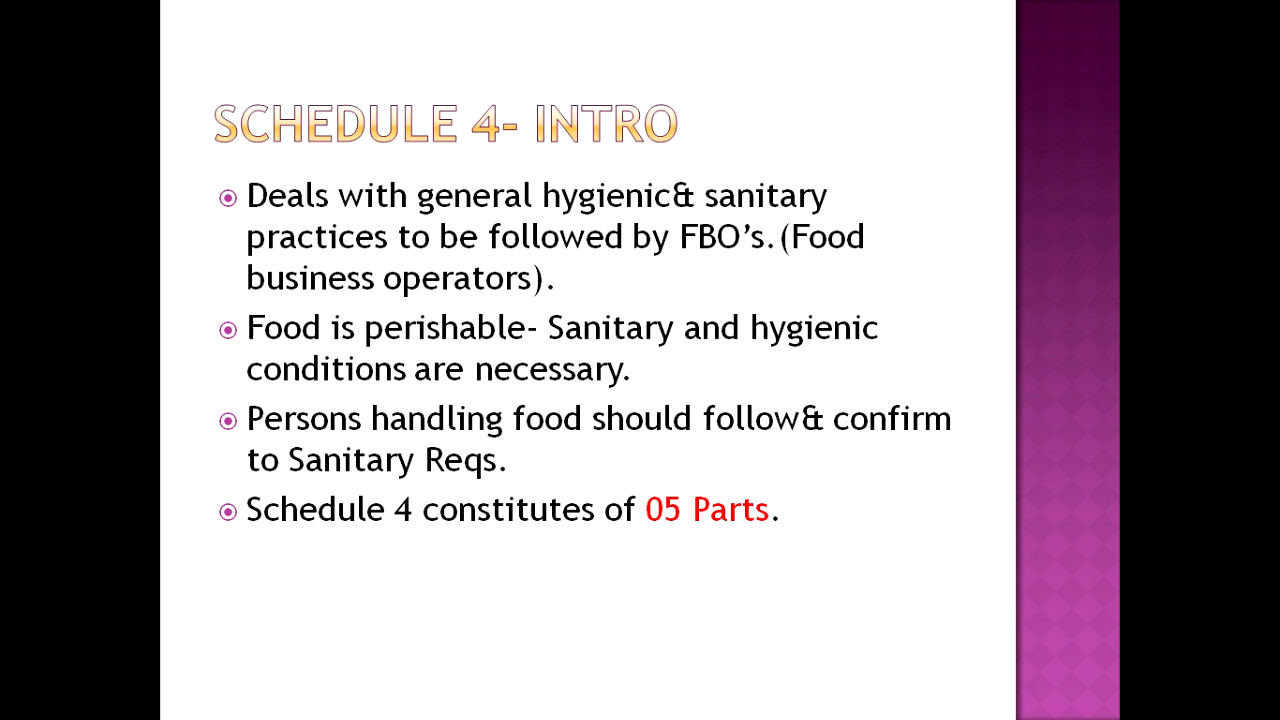 SCHEDULE 4- INTRO
Deals with general hygienic& sanitary
practices to be followed by FBO’s.(Food
business operators).
Food is perishable- Sanitary and hygienic
conditions are necessary.
Persons handling food should follow& confirm
to Sanitary Reqs.
Schedule 4 constitutes of 05 Parts.